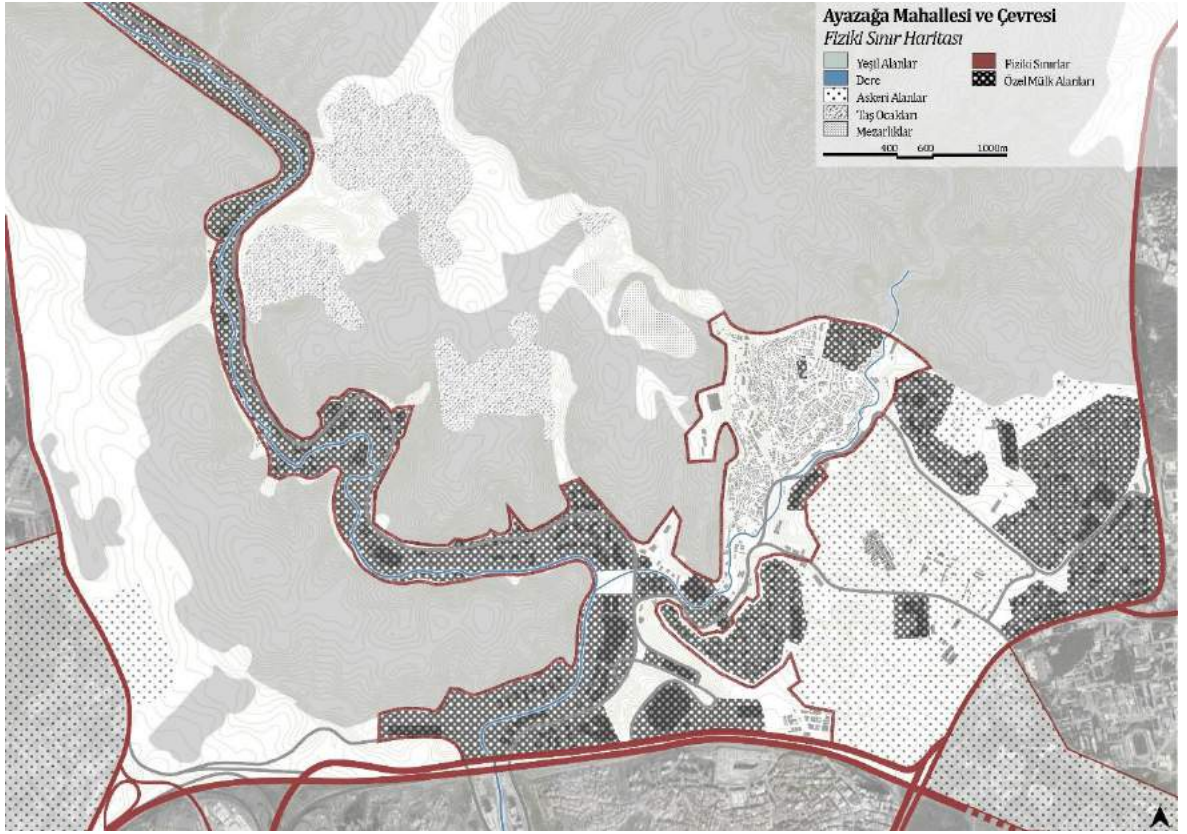 Ayazağa Mahallesi ve Çevresi
Fiziki Sınır Haritası
Yeşil Alanlar
Dere
Askeri Alanlar
Taş Ocakları
Mezarlıklar
Fiziki Sınırlar
Özel Mülk Alanları
400 600 1000m